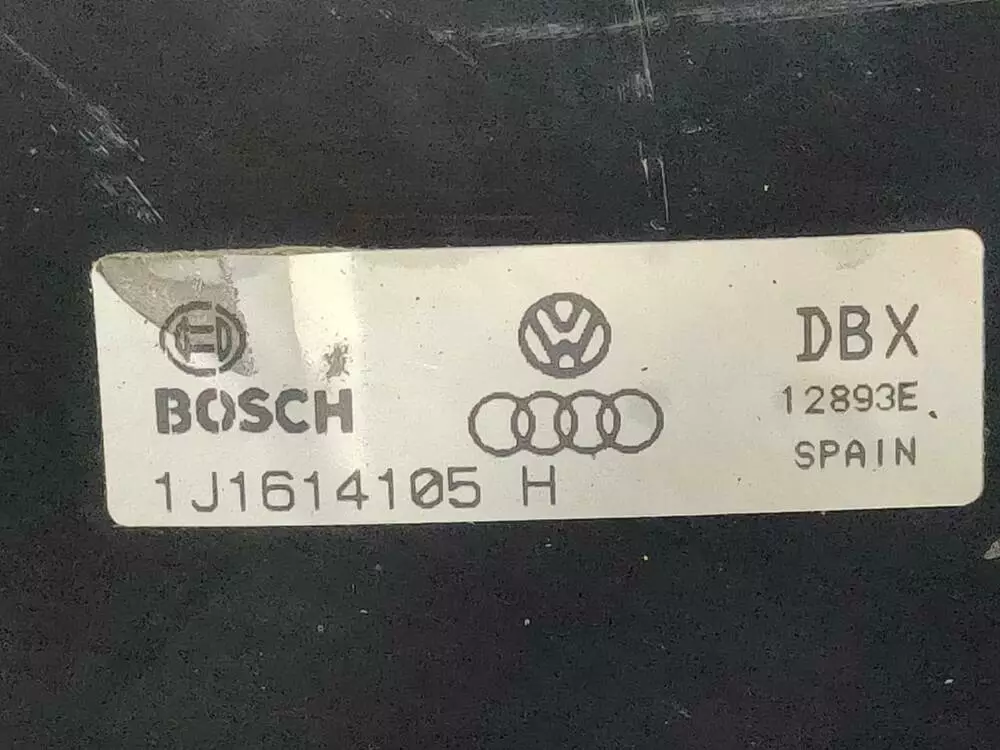 BOSCH
1J1614105 H
DBX
12893E
SPAIN